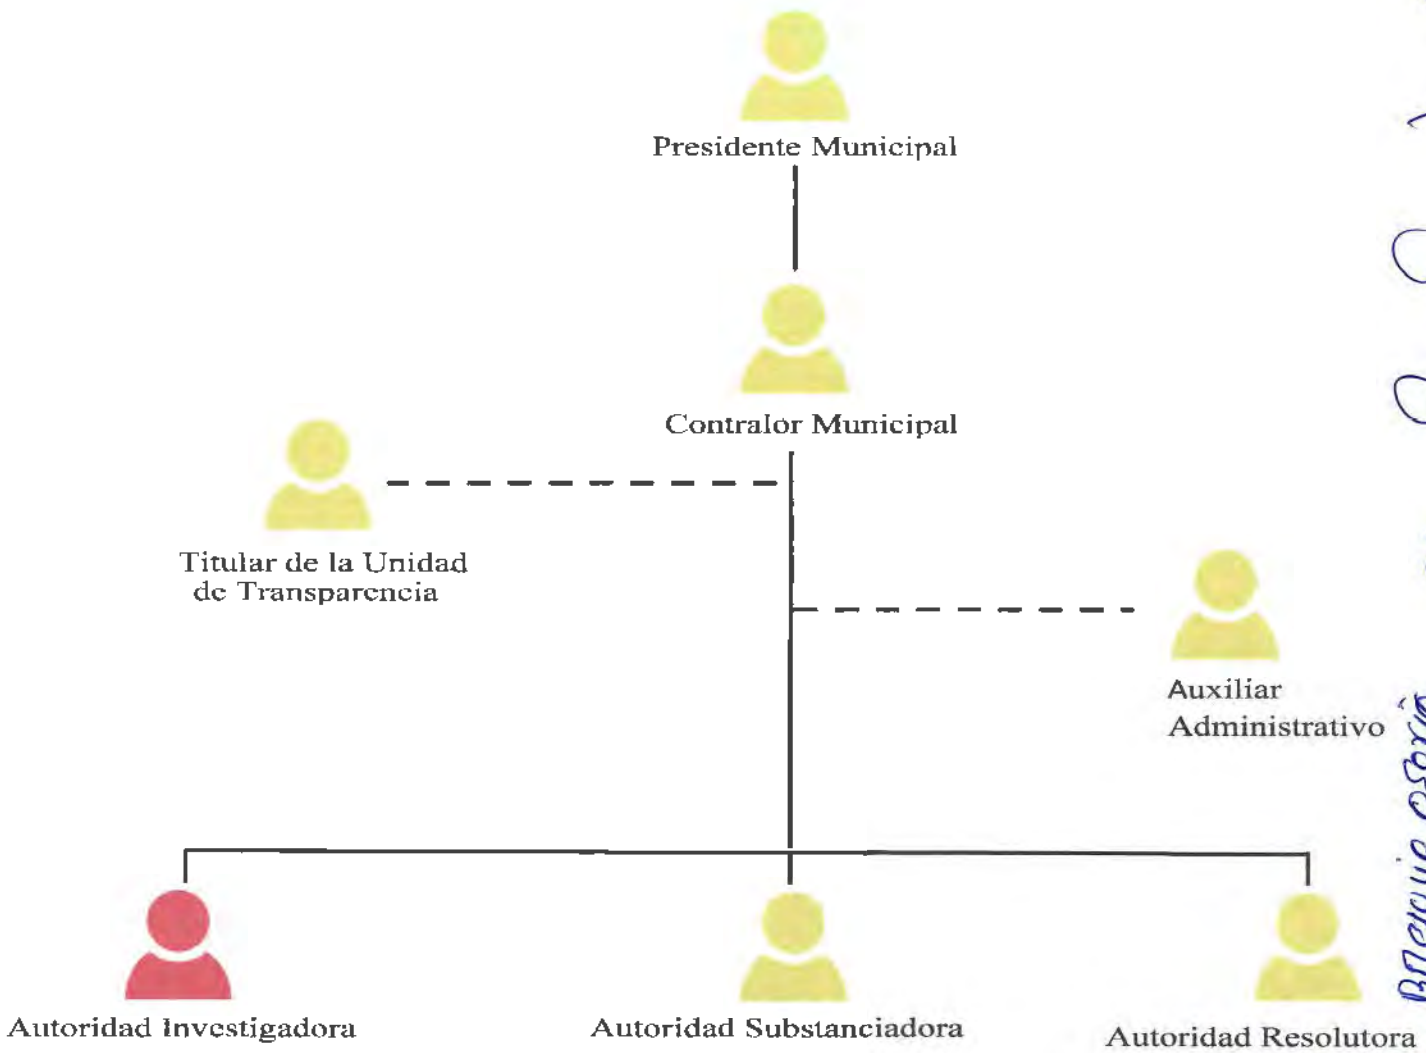 Presidente Municipal
Contralor Municipal
Titular de la Unidad
de Transparencia
Auxiliar
Administrativo
Autoridad Investigadora
Autoridad Substanciadora
Autoridad Resolutora